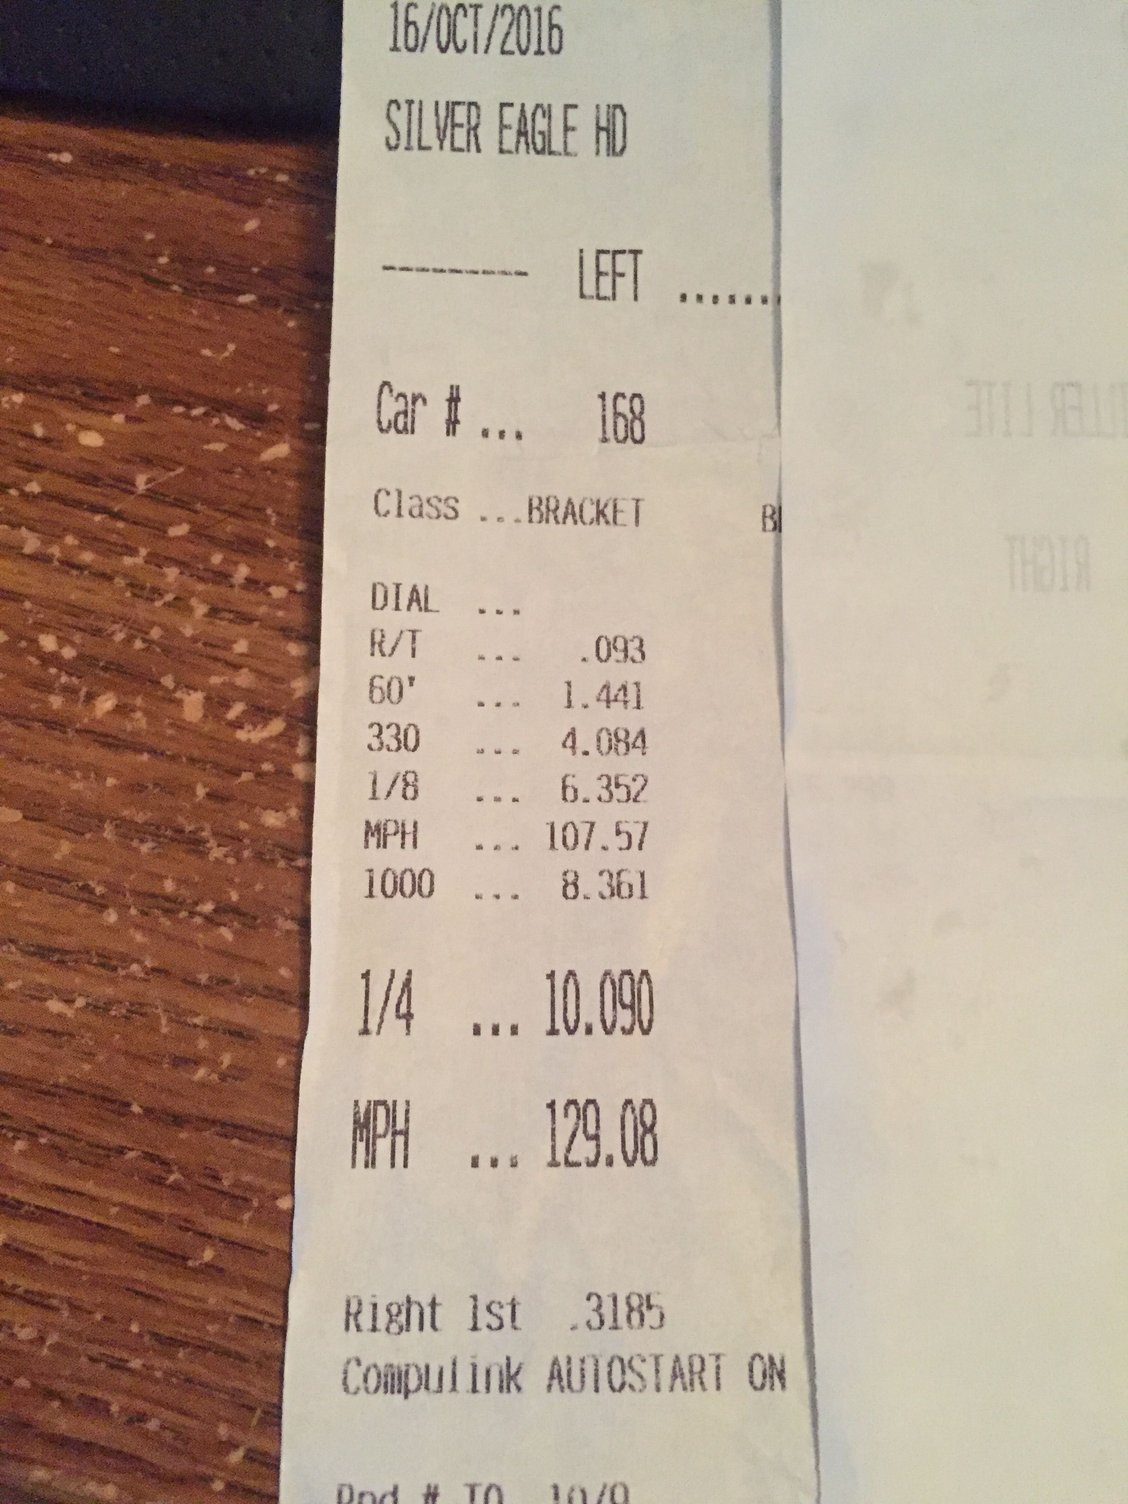 16/OCT/2016
SILVER EAGLE HD
--------- LEFT .......
Car # ... 168
Class ...BRACKET
DIAL ...
R/T ... .093
60' ... 1.441
330 ... 4.084
1/8 ... 6.352
MPH ... 107.57
1000 ... 8.361
1/4 ... 10.090
MPH ... 129.08
Right 1st .3185
Compulink AUTOSTART ON
LITE
RIGHT